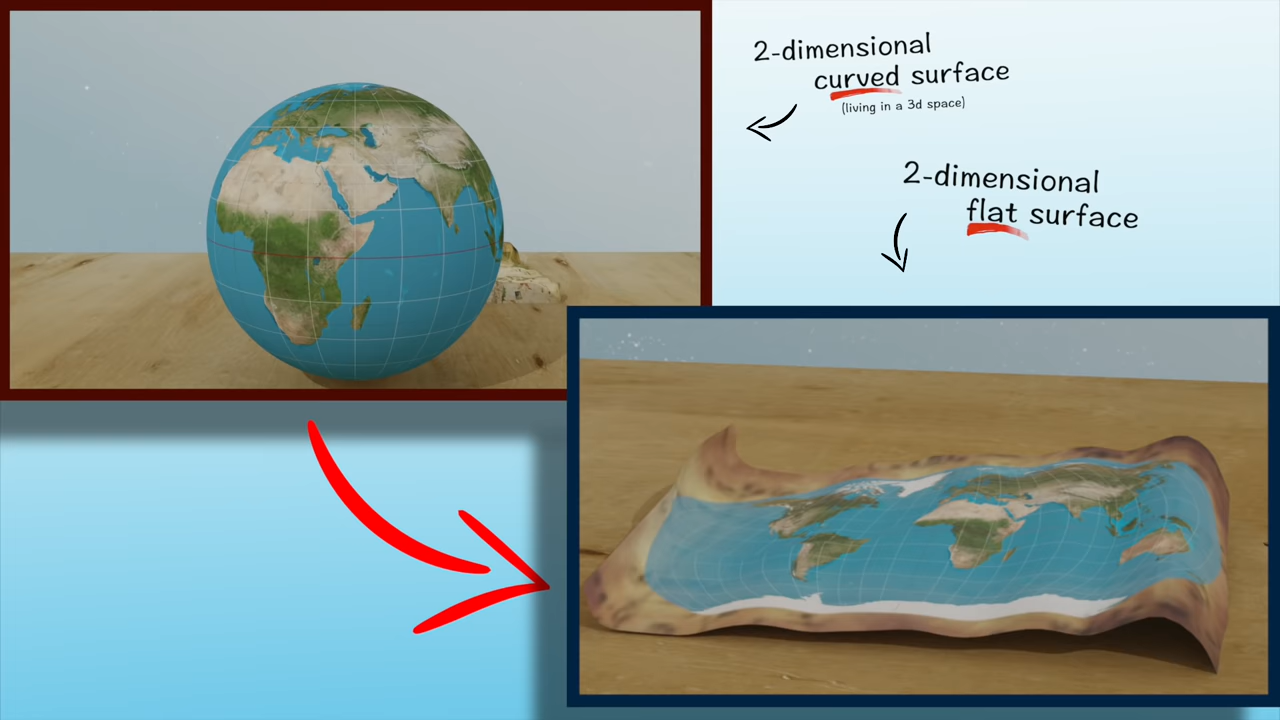 2-dimensional
curved surface
(living in a 3d space)
2-dimensional
flat surface